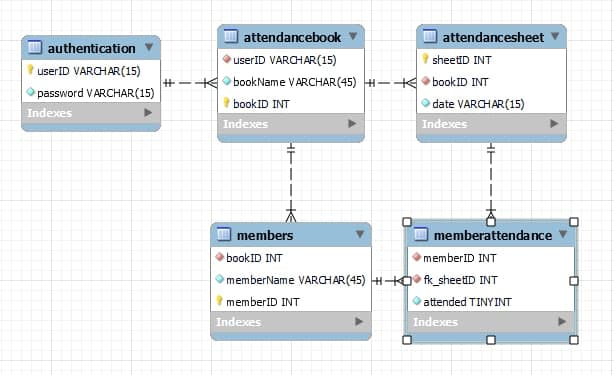 authentication
userID VARCHAR(15)
password VARCHAR(15)
Indexes
attendancebook
userID VARCHAR(15)
bookName VARCHAR(45)
bookID INT
Indexes
attendancesheet
sheetID INT
bookID INT
date VARCHAR(15)
Indexes
members
bookID INT
memberName VARCHAR(45)
memberID INT
Indexes
memberattendance
memberID INT
fk_sheetID INT
attended TINYINT
Indexes